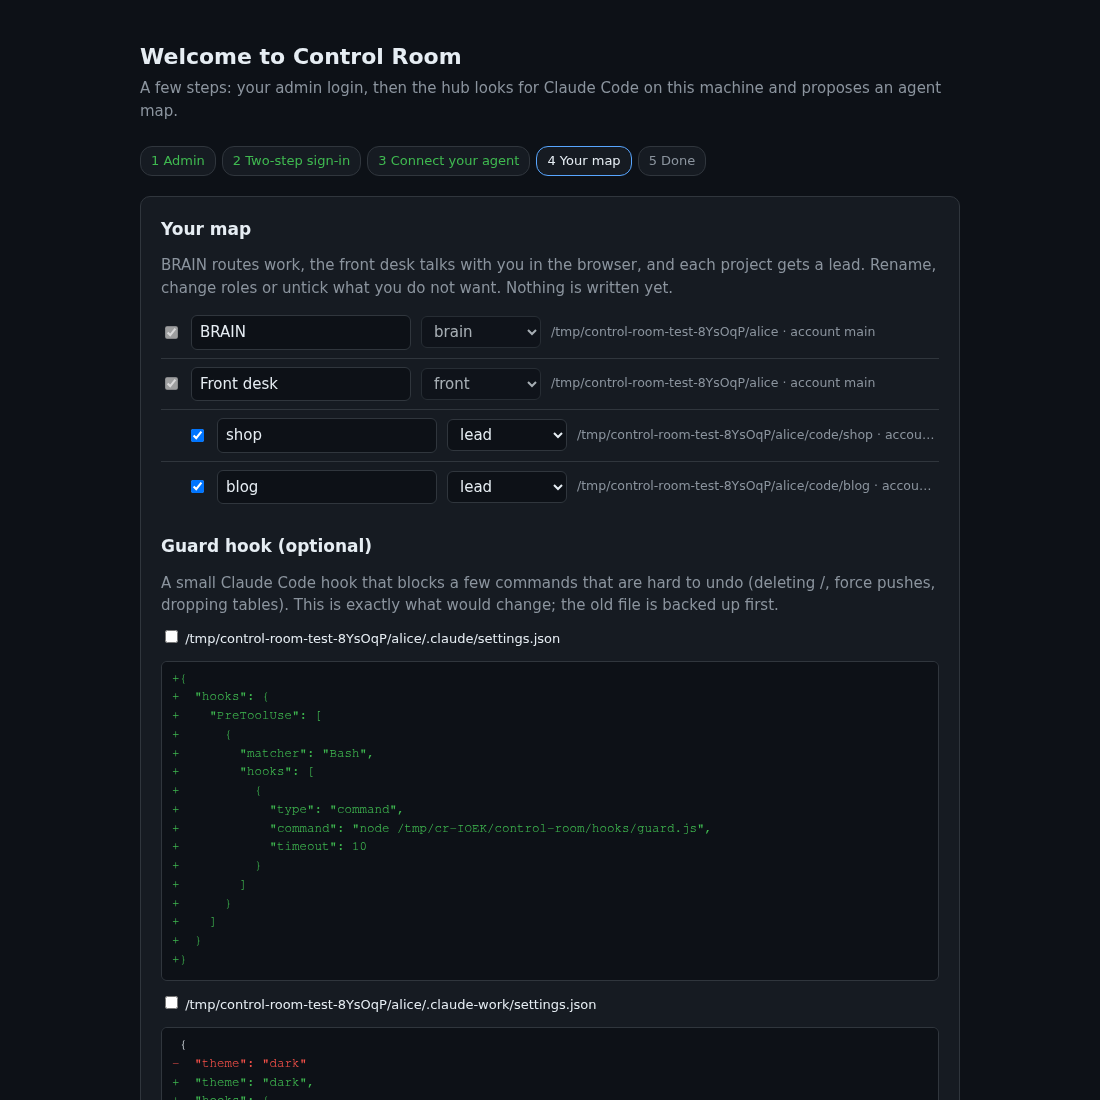 Welcome to Control Room
A few steps: your admin login, then the hub looks for Claude Code on this machine and proposes an agent
map.
1 Admin 2 Two-step sign-in 3 Connect your agent 4 Your map 5 Done
Your map
BRAIN routes work, the front desk talks with you in the browser, and each project gets a lead. Rename,
change roles or untick what you do not want. Nothing is written yet.
BRAIN brain /tmp/control-room-test-8YsOqP/alice · account main
Front desk front /tmp/control-room-test-8YsOqP/alice · account main
shop lead /tmp/control-room-test-8YsOqP/alice/code/shop · accou…
blog lead /tmp/control-room-test-8YsOqP/alice/code/blog · accou…
Guard hook (optional)
A small Claude Code hook that blocks a few commands that are hard to undo (deleting /, force pushes,
dropping tables). This is exactly what would change; the old file is backed up first.
/tmp/control-room-test-8YsOqP/alice/.claude/settings.json
+{
+  "hooks": {
+    "PreToolUse": [
+      {
+        "matcher": "Bash",
+        "hooks": [
+          {
+            "type": "command",
+            "command": "node /tmp/cr-IOEK/control-room/hooks/guard.js",
+            "timeout": 10
+          }
+        ]
+      }
+    ]
+  }
+}
/tmp/control-room-test-8YsOqP/alice/.claude-work/settings.json
 {
-  "theme": "dark"
+  "theme": "dark",
+  "hooks": {